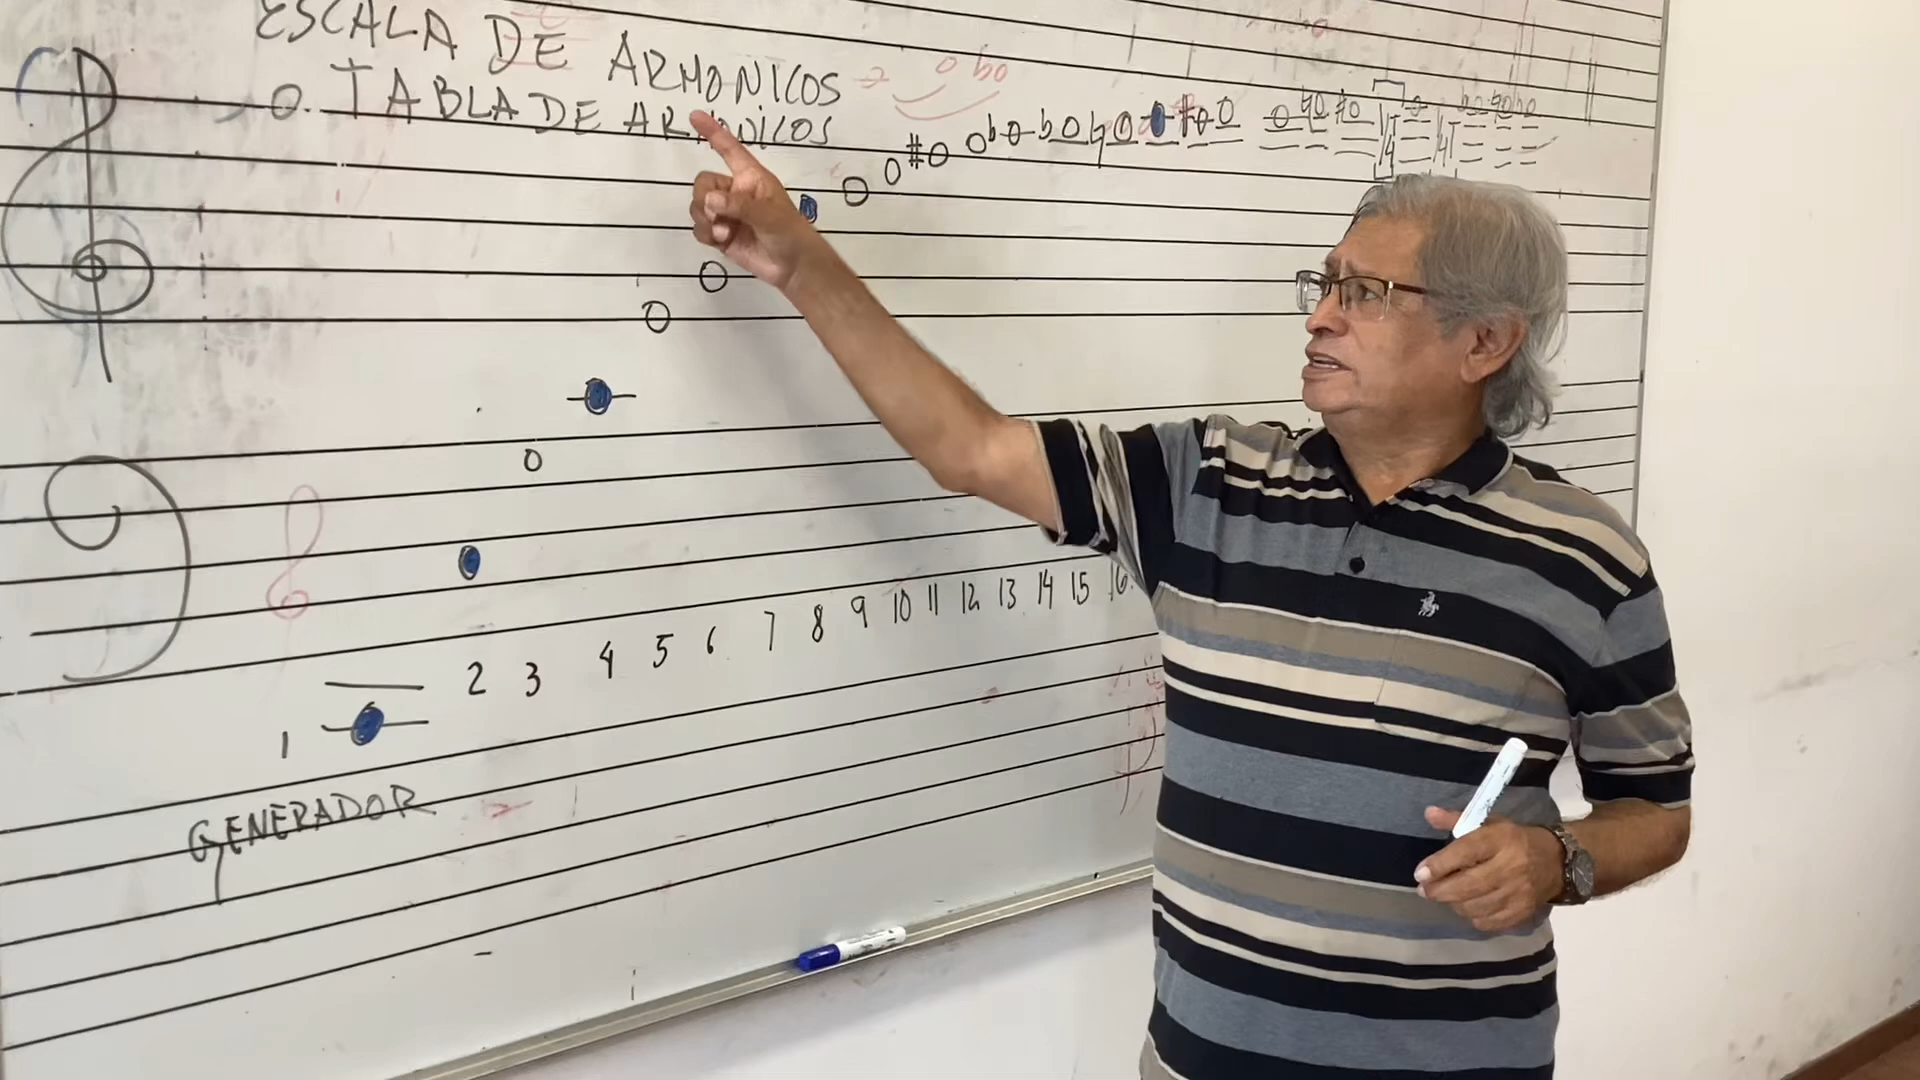 ESCALA DE ARMONICOS
O. TABLA DE ARMONICOS
1 2 3 4 5 6 7 8 9 10 11 12 13 14 15 16
GENERADOR